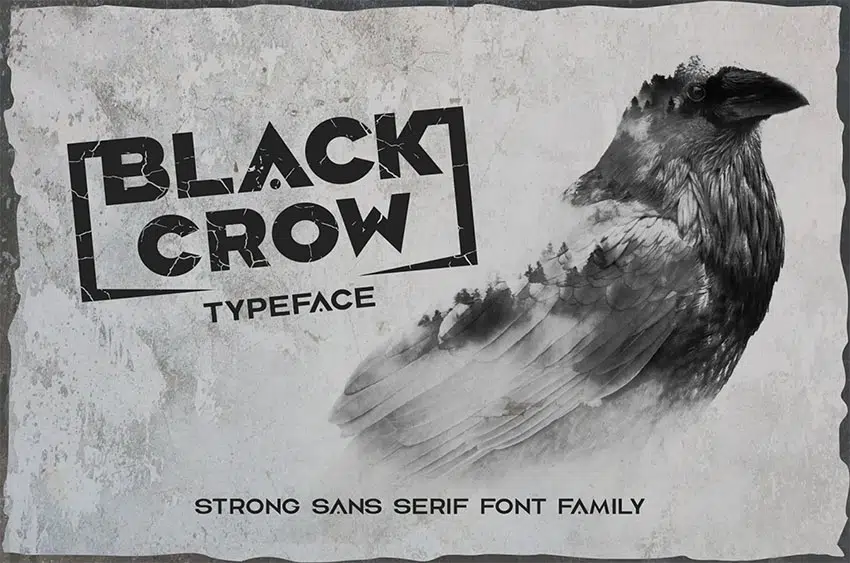 BLACK
CROW
TYPEFACE
STRONG SANS SERIF FONT FAMILY